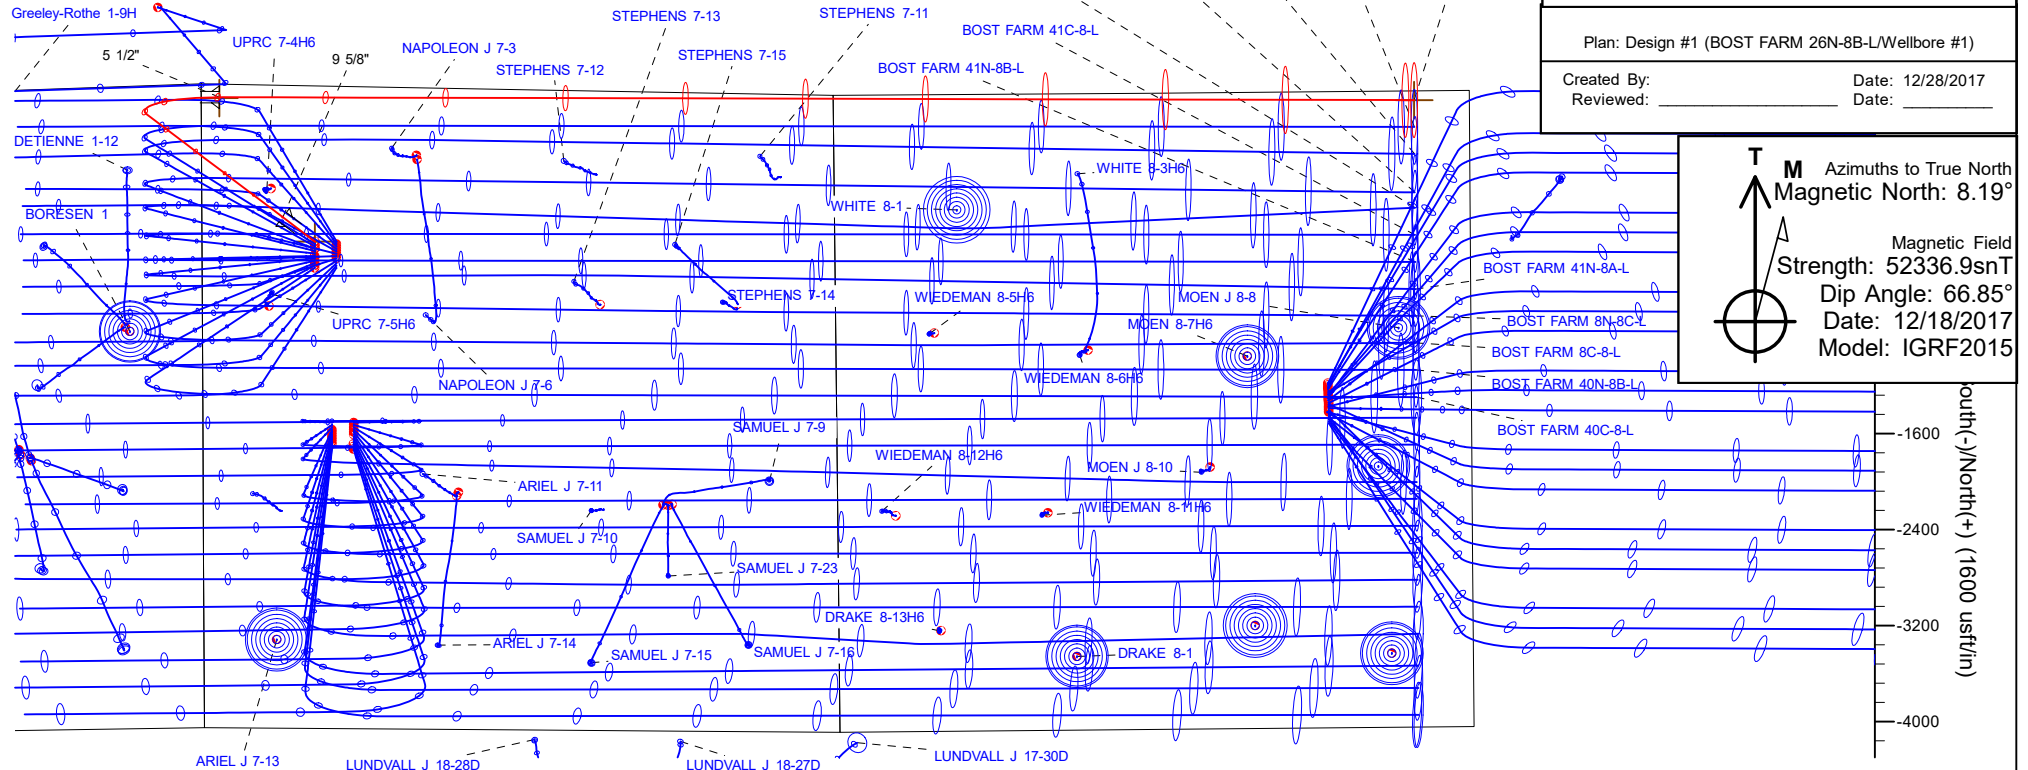 Greeley-Rothe 1-9H
UPRC 7-4H6
5 1/2"
9 5/8"
NAPOLEON J 7-3
STEPHENS 7-13
STEPHENS 7-12
STEPHENS 7-15
STEPHENS 7-11
BOST FARM 41C-8-L
BOST FARM 41N-8B-L
Plan: Design #1 (BOST FARM 26N-8B-L/Wellbore #1)
Created By:
Date: 12/28/2017
Reviewed: ____________________
Date: __________
T
M
Azimuths to True North
Magnetic North: 8.19°
Magnetic Field
Strength: 52336.9snT
Dip Angle: 66.85°
Date: 12/18/2017
Model: IGRF2015
DETIENNE 1-12
BORESEN 1
WHITE 8-3H6
WHITE 8-1
BOST FARM 41N-8A-L
STEPHENS 7-14
WIEDEMAN 8-5H6
MOEN J 8-8
UPRC 7-5H6
MOEN 8-7H6
BOST FARM 8N-8C-L
BOST FARM 8C-8-L
NAPOLEON J 7-6
WIEDEMAN 8-6H6
BOST FARM 40N-8B-L
SAMUEL J 7-9
BOST FARM 40C-8-L
WIEDEMAN 8-12H6
MOEN J 8-10
ARIEL J 7-11
WIEDEMAN 8-11H6
SAMUEL J 7-10
SAMUEL J 7-23
DRAKE 8-13H6
ARIEL J 7-14
SAMUEL J 7-15
SAMUEL J 7-16
DRAKE 8-1
ARIEL J 7-13
LUNDVALL J 18-28D
LUNDVALL J 18-27D
LUNDVALL J 17-30D
-1600
-2400
-3200
-4000
South(-)/North(+) (1600 usft/in)